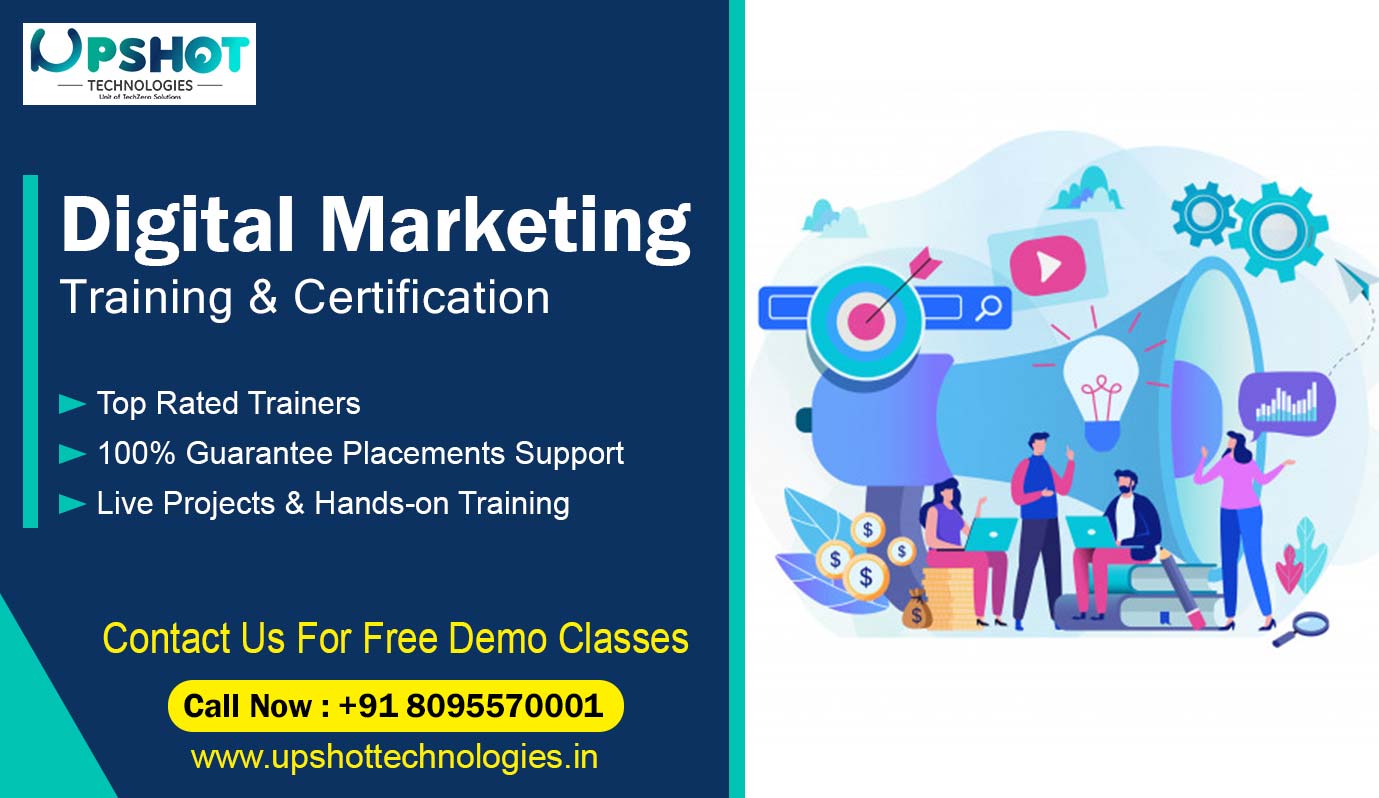 UPSHOT
TECHNOLOGIES
Unit of TechZero Solutions
Digital Marketing
Training & Certification
Top Rated Trainers
100% Guarantee Placements Support
Live Projects & Hands-on Training
Contact Us For Free Demo Classes
Call Now : +91 8095570001
www.upshottechnologies.in
$
$
$
$
$